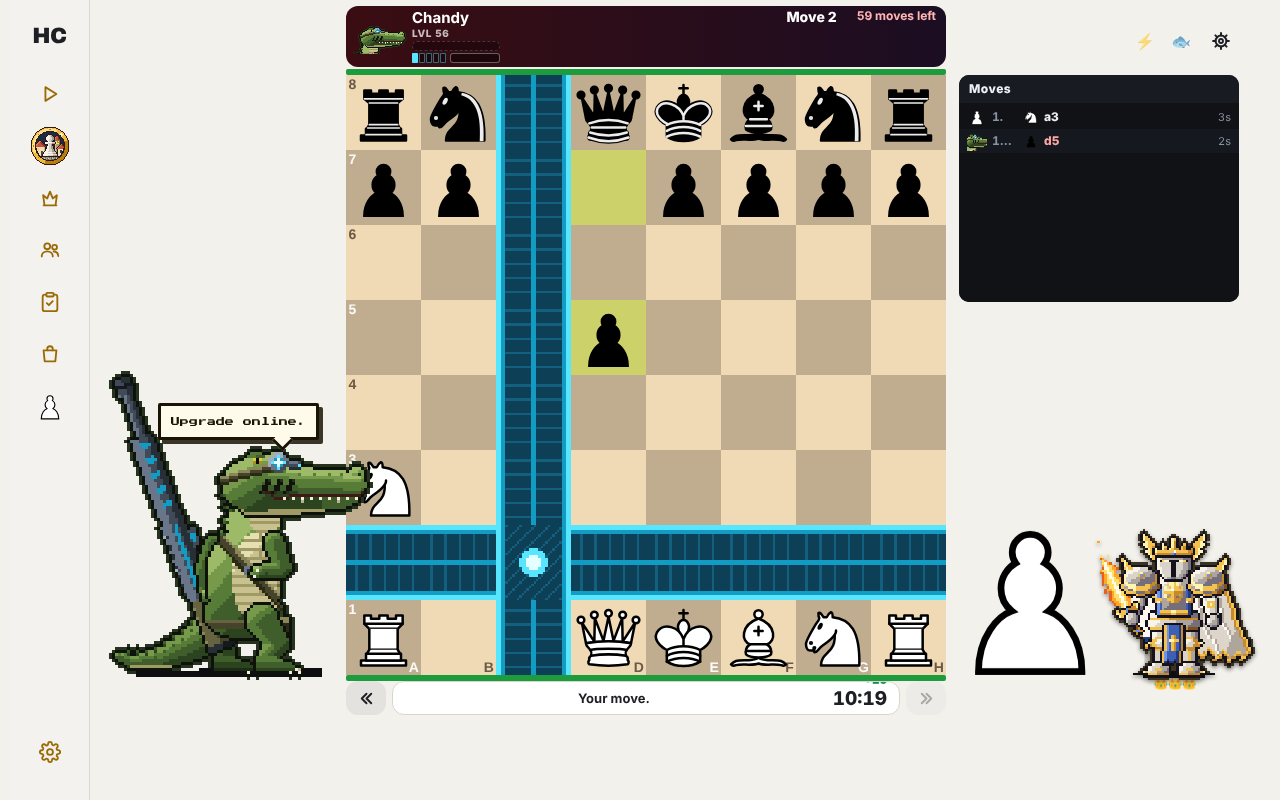 HC
Chandy
LVL 56
Move 2
59 moves left
Moves
1. a3 3s
1... d5 2s
8
7
6
5
4
3
1
Upgrade online.
A B D E F G H
Your move.
10:19